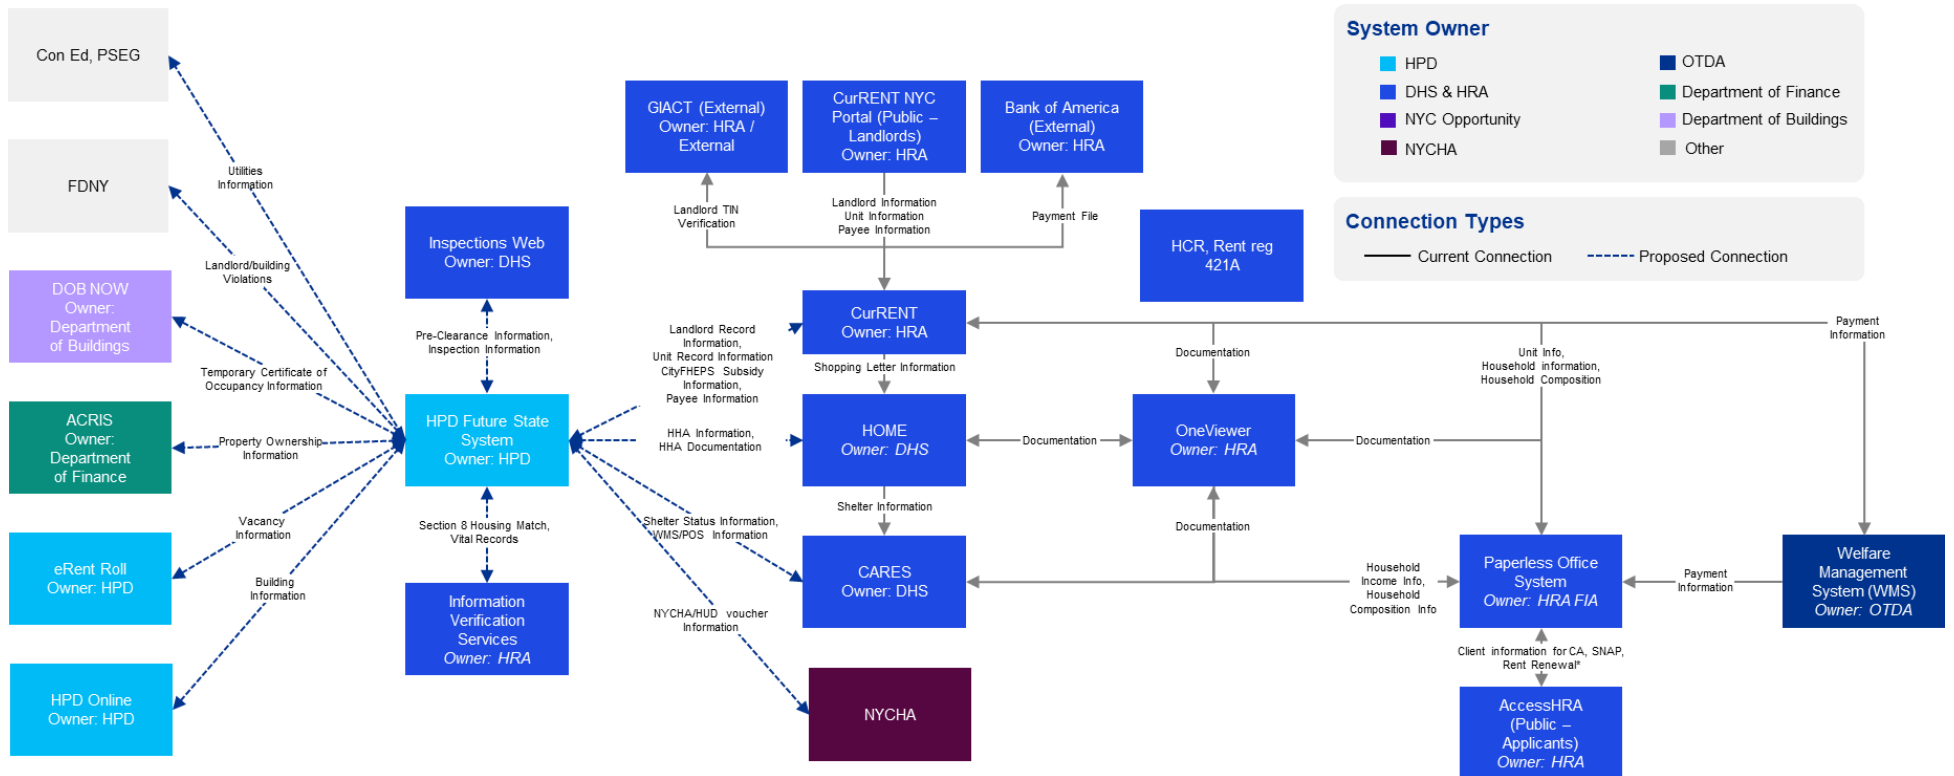 Con Ed, PSEG
FDNY
DOB NOW
Owner:
Department
of Buildings
ACRIS
Owner:
Department
of Finance
eRent Roll
Owner: HPD
HPD Online
Owner: HPD
Utilities
Information
Landlord/building
Violations
Temporary Certificate of
Occupancy Information
Property Ownership
Information
Vacancy
Information
Building
Information
Inspections Web
Owner: DHS
Pre-Clearance Information,
Inspection Information
HPD Future State
System
Owner: HPD
Section 8 Housing Match,
Vital Records
Information
Verification
Services
Owner: HRA
GIACT (External)
Owner: HRA /
External
CurRENT NYC
Portal (Public –
Landlords)
Owner: HRA
Bank of America
(External)
Owner: HRA
Landlord TIN
Verification
Landlord Information
Unit Information
Payee Information
Payment File
HCR, Rent reg
421A
CurRENT
Owner: HRA
Landlord Record
Information,
Unit Record Information
CityFHEPS Subsidy
Information,
Payee Information
Shopping Letter Information
HHA Information,
HHA Documentation
HOME
Owner: DHS
Documentation
Documentation
OneViewer
Owner: HRA
Documentation
Documentation
Unit Info,
Household information,
Household Composition
Payment
Information
Shelter Information
Shelter Status Information,
WMS/POS Information
CARES
Owner: DHS
NYCHA/HUD voucher
Information
NYCHA
Household
Income Info,
Household
Composition Info
Paperless Office
System
Owner: HRA FIA
Payment
Information
Welfare
Management
System (WMS)
Owner: OTDA
Client information for CA, SNAP,
Rent Renewal*
AccessHRA
(Public –
Applicants)
Owner: HRA
System Owner
HPD
DHS & HRA
NYC Opportunity
NYCHA
OTDA
Department of Finance
Department of Buildings
Other
Connection Types
Current Connection
Proposed Connection